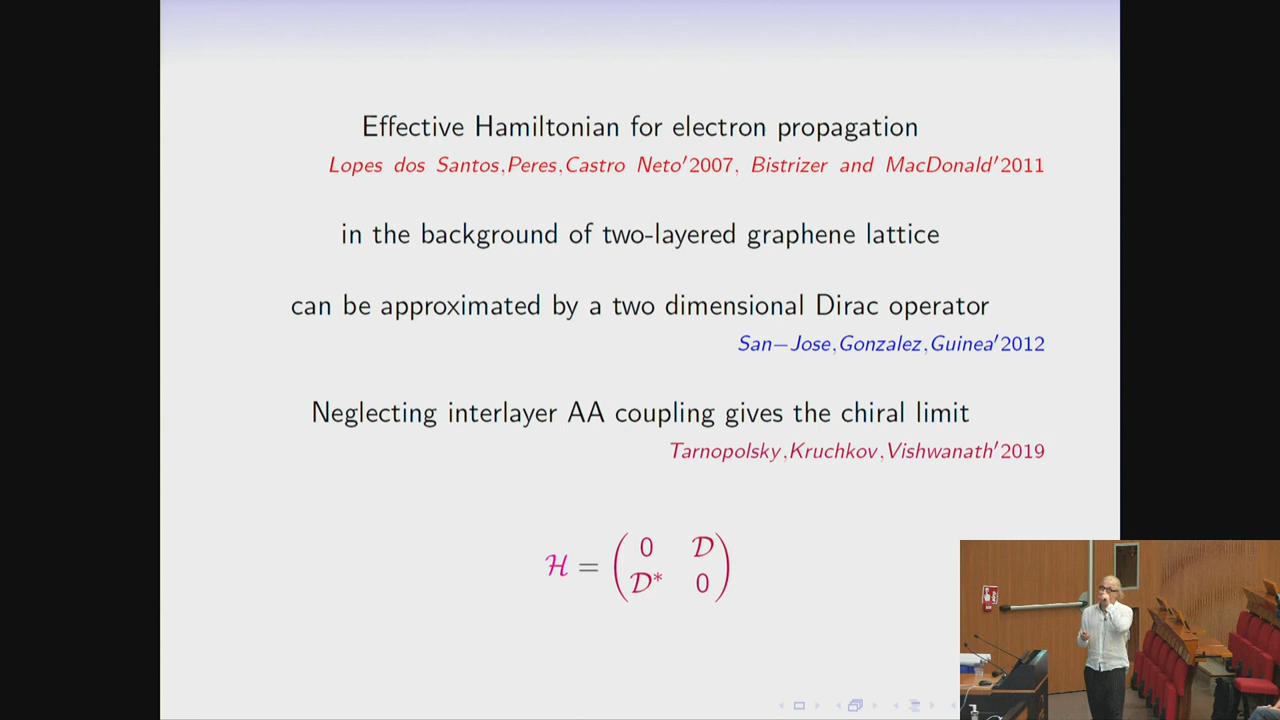 Effective Hamiltonian for electron propagation
Lopes dos Santos,Peres,Castro Neto′2007, Bistrizer and MacDonald′2011
in the background of two-layered graphene lattice
can be approximated by a two dimensional Dirac operator
San−Jose,Gonzalez,Guinea′2012
Neglecting interlayer AA coupling gives the chiral limit
Tarnopolsky,Kruchkov,Vishwanath′2019
ℋ = ( 0 𝒟
𝒟* 0 )